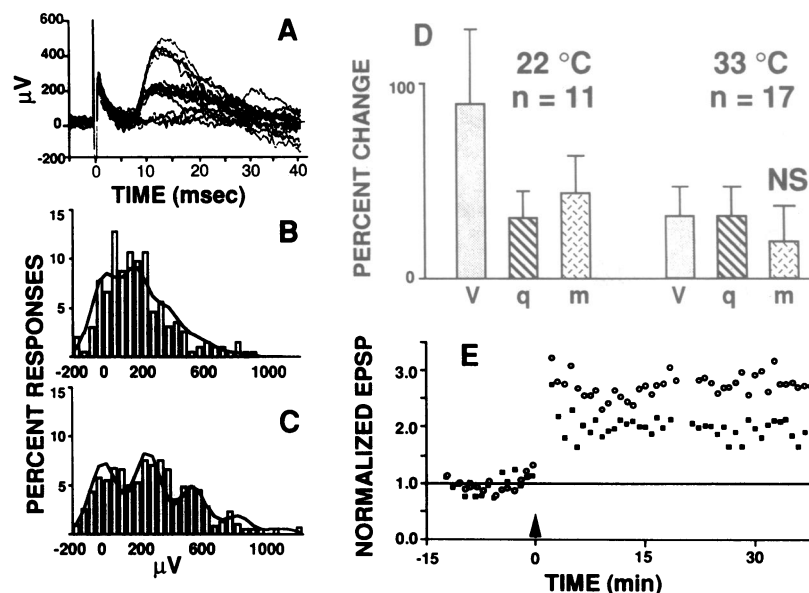 A
600
400
200
0
-200
µV
0 10 20 30 40
TIME (msec)
B
15
10
5
-200 0 200 600 1000
C
15
10
5
-200 0 200 600 1000
PERCENT RESPONSES
µV
D
22 °C
n = 11
33 °C
n = 17
NS
100
0
PERCENT CHANGE
V q m V q m
E
3.0
2.0
1.0
0.0
NORMALIZED EPSP
-15 0 15 30
TIME (min)